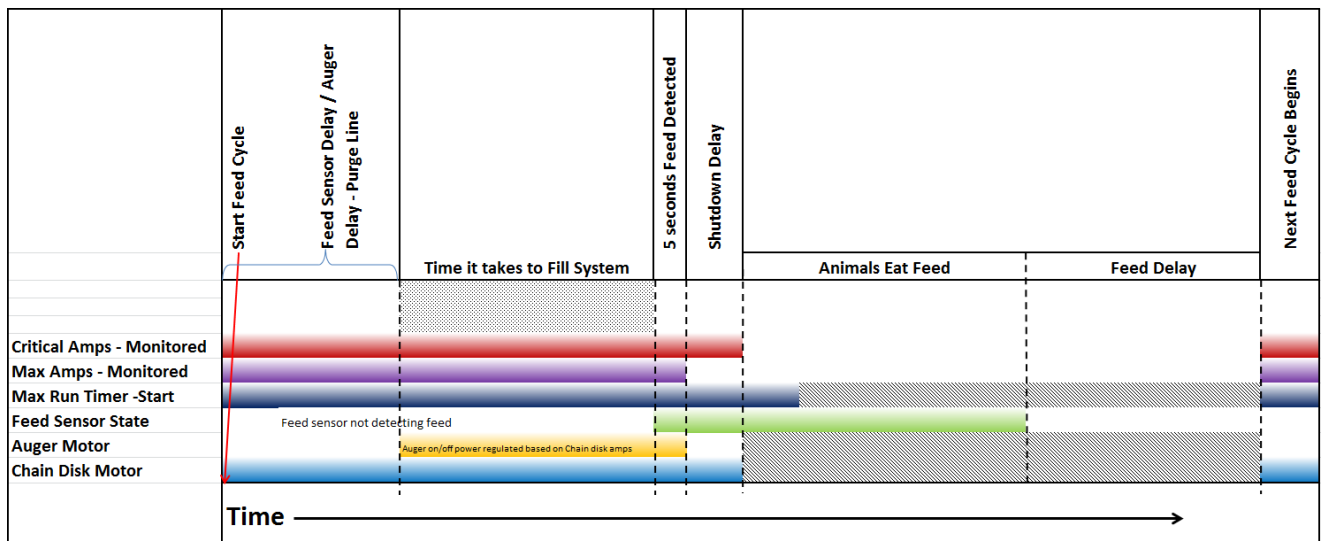 Start Feed Cycle
Feed Sensor Delay / Auger
Delay - Purge Line
5 seconds Feed Detected
Shutdown Delay
Next Feed Cycle Begins
Time it takes to Fill System
Animals Eat Feed
Feed Delay
Critical Amps - Monitored
Max Amps - Monitored
Max Run Timer -Start
Feed Sensor State
Feed sensor not detecting feed
Auger Motor
Auger on/off power regulated based on Chain disk amps
Chain Disk Motor
Time